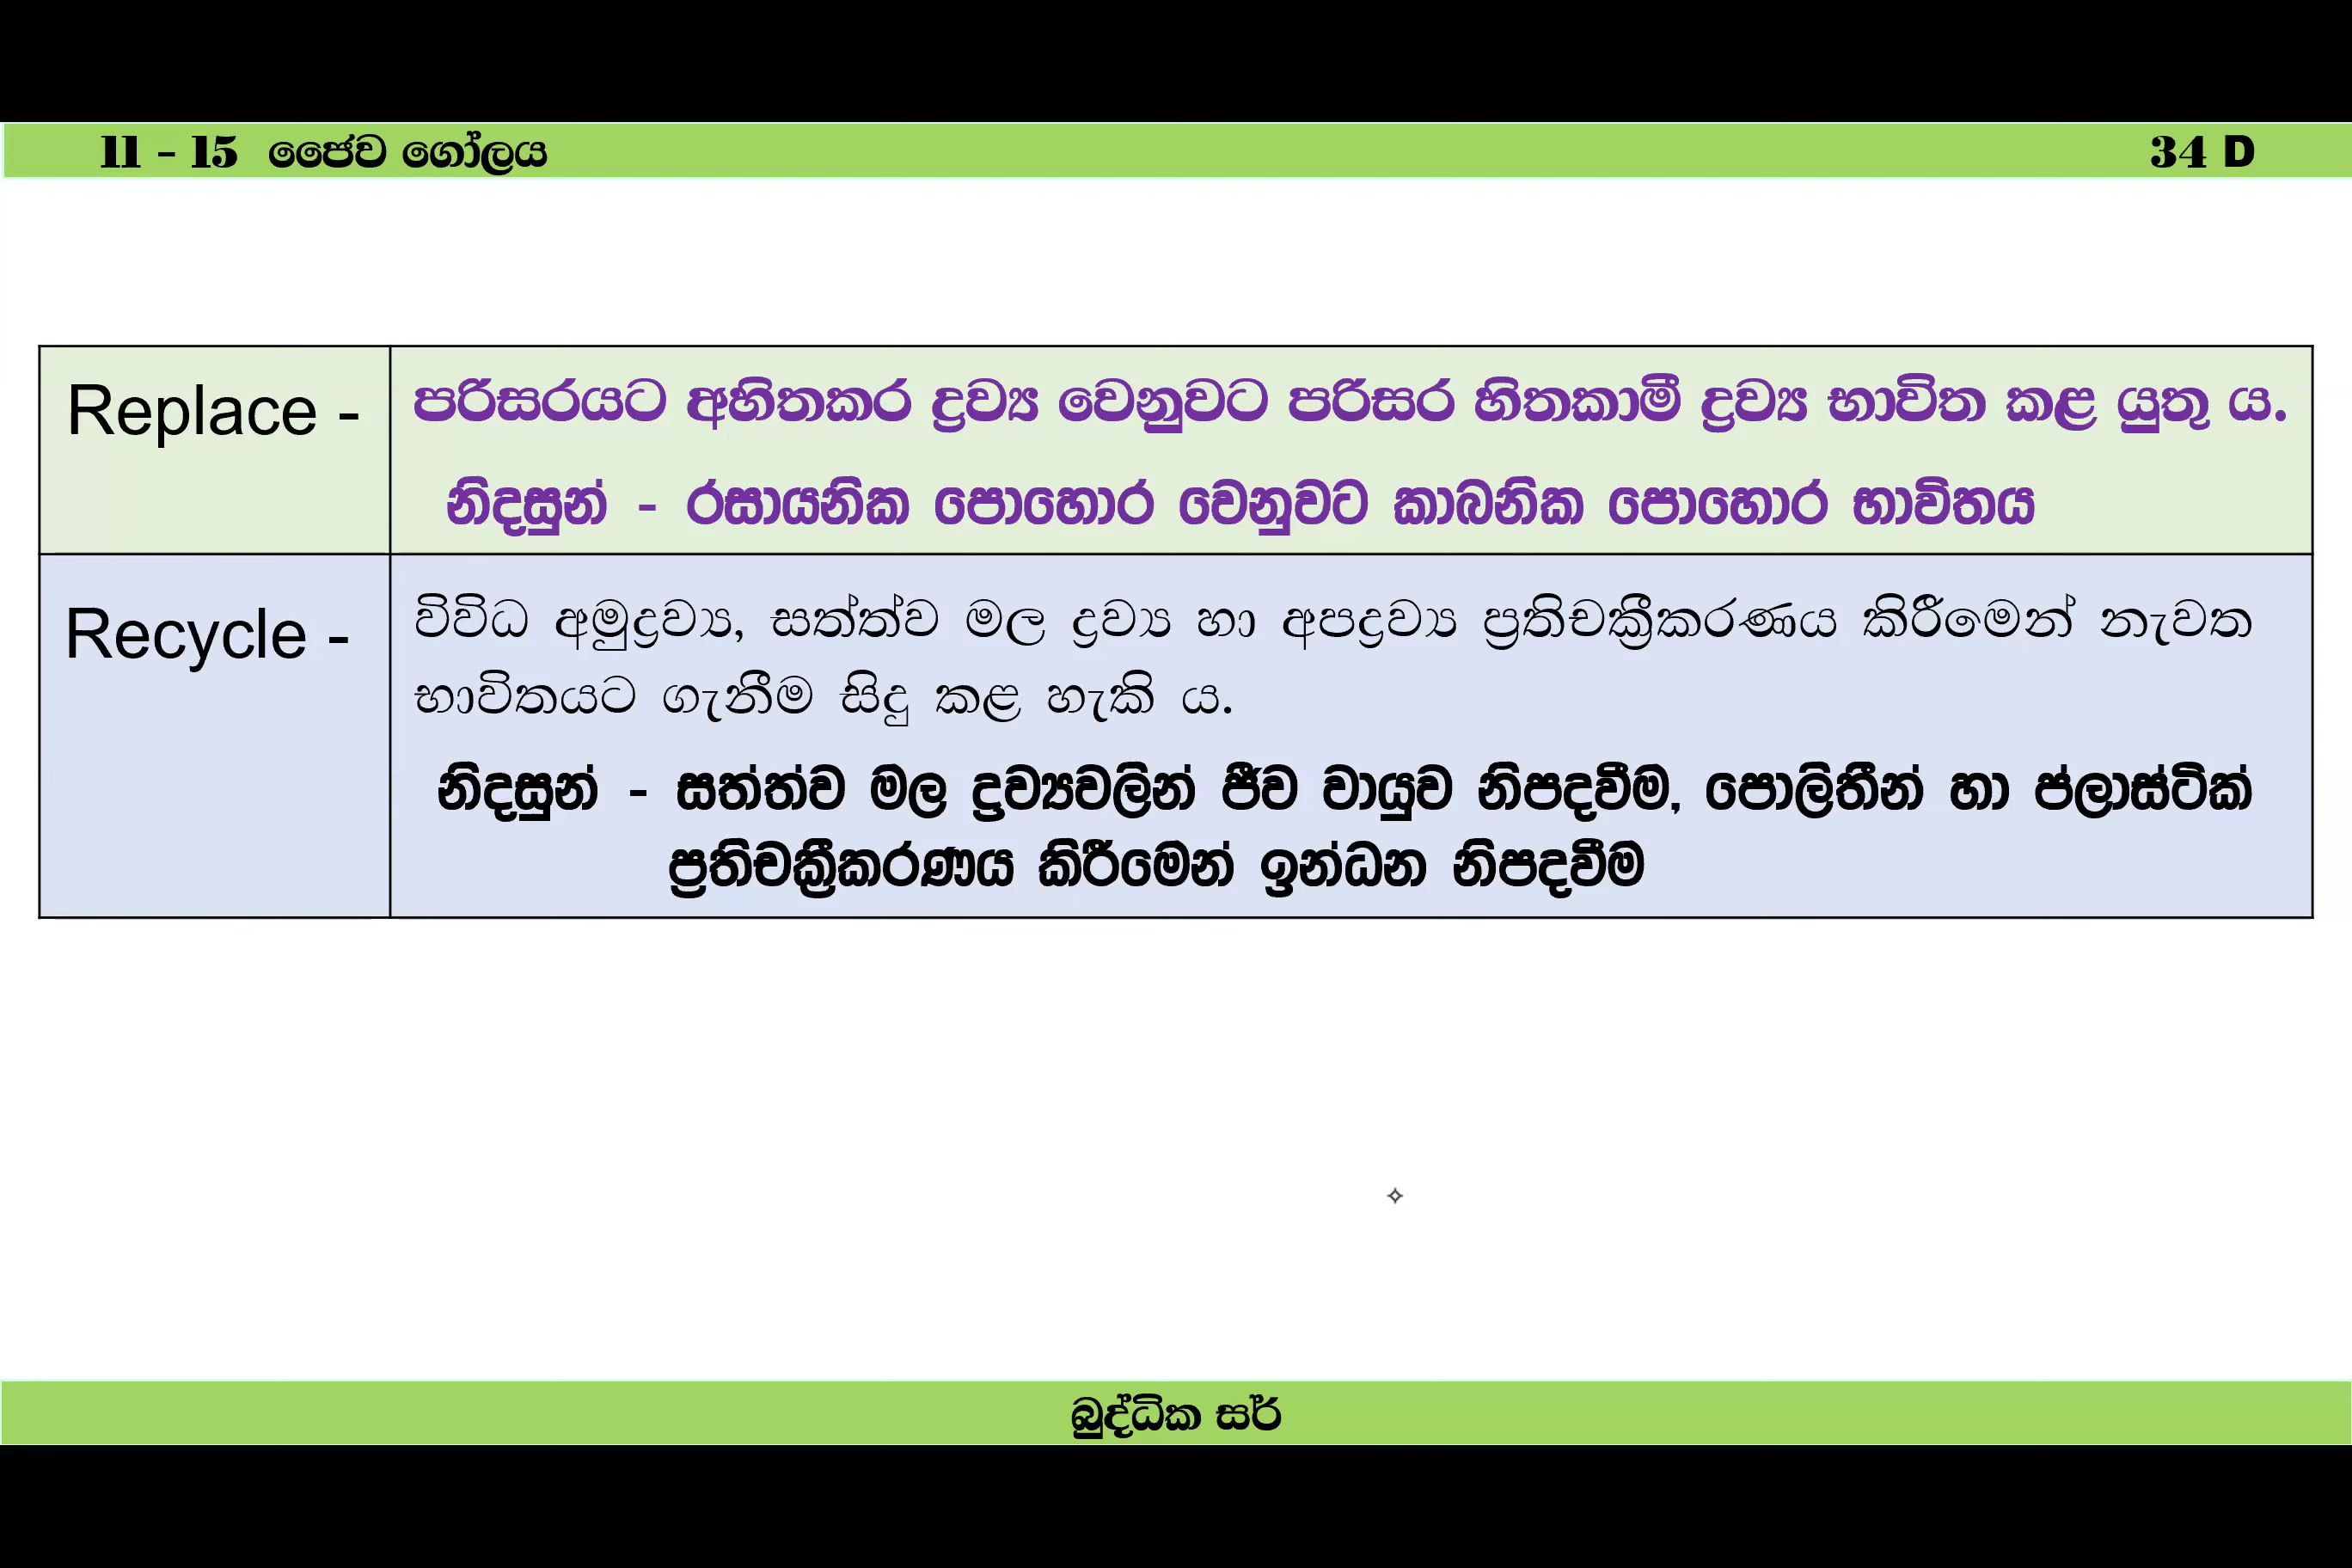 11 - 15 ජෛව ගෝලය
34 D
Replace -
පරිසරයට අහිතකර ද්‍රව්‍ය වෙනුවට පරිසර හිතකාමී ද්‍රව්‍ය භාවිත කළ යුතු ය.
නිදසුන් - රසායනික පොහොර වෙනුවට කාබනික පොහොර භාවිතය
Recycle -
විවිධ අමුද්‍රව්‍ය, සත්ත්ව මල ද්‍රව්‍ය හා අපද්‍රව්‍ය ප්‍රතිචක්‍රීකරණය කිරීමෙන් නැවත
භාවිතයට ගැනීම සිදු කළ හැකි ය.
නිදසුන් - සත්ත්ව මල ද්‍රව්‍යවලින් ජීව වායුව නිපදවීම, පොලිතීන් හා ප්ලාස්ටික්
ප්‍රතිචක්‍රීකරණය කිරීමෙන් ඉන්ධන නිපදවීම
බුද්ධික සර්